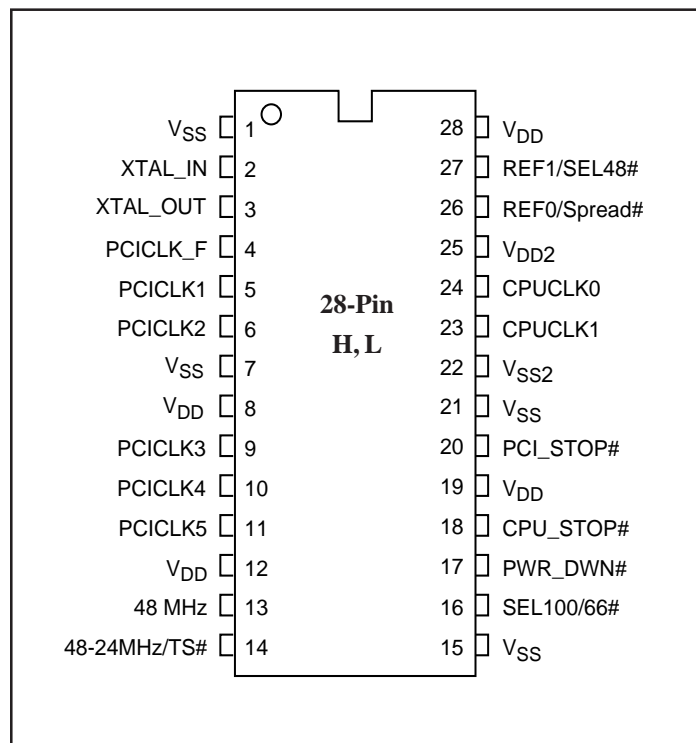 VSS 1 28 VDD
XTAL_IN 2 27 REF1/SEL48#
XTAL_OUT 3 26 REF0/Spread#
PCICLK_F 4 25 VDD2
PCICLK1 5 24 CPUCLK0
PCICLK2 6 23 CPUCLK1
28-Pin
H, L
VSS 7 22 VSS2
VDD 8 21 VSS
PCICLK3 9 20 PCI_STOP#
PCICLK4 10 19 VDD
PCICLK5 11 18 CPU_STOP#
VDD 12 17 PWR_DWN#
48 MHz 13 16 SEL100/66#
48-24MHz/TS# 14 15 VSS